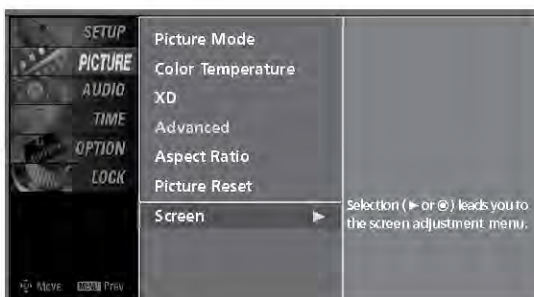 SETUP
PICTURE
AUDIO
TIME
OPTION
LOCK
Move MENU Prev
Picture Mode
Color Temperature
XD
Advanced
Aspect Ratio
Picture Reset
Screen ►
Selection (► or ◉) leads you to
the screen adjustment menu.